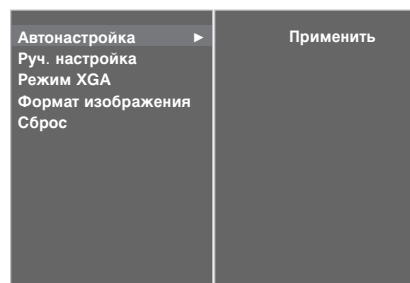 Автонастройка ► Применить
Руч. настройка
Режим XGA
Формат изображения
Сброс